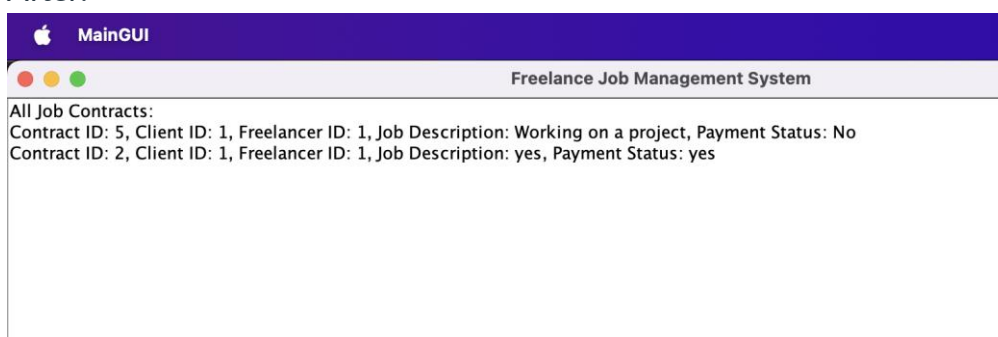 MainGUI
Freelance Job Management System
All Job Contracts:
Contract ID: 5, Client ID: 1, Freelancer ID: 1, Job Description: Working on a project, Payment Status: No
Contract ID: 2, Client ID: 1, Freelancer ID: 1, Job Description: yes, Payment Status: yes